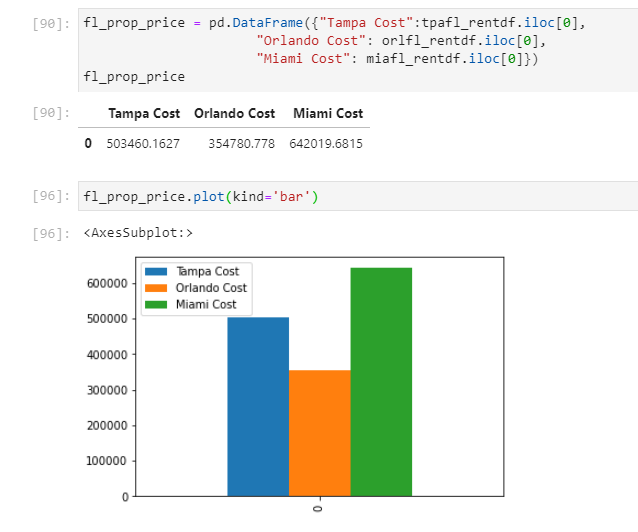 [90]: fl_prop_price = pd.DataFrame({"Tampa Cost":tpafl_rentdf.iloc[0],
"Orlando Cost": orlfl_rentdf.iloc[0],
"Miami Cost": miafl_rentdf.iloc[0]})
fl_prop_price
[90]: Tampa Cost Orlando Cost Miami Cost
0 503460.1627 354780.778 642019.6815
[96]: fl_prop_price.plot(kind='bar')
[96]: <AxesSubplot:>
Tampa Cost
Orlando Cost
Miami Cost
600000
500000
400000
300000
200000
100000
0
0